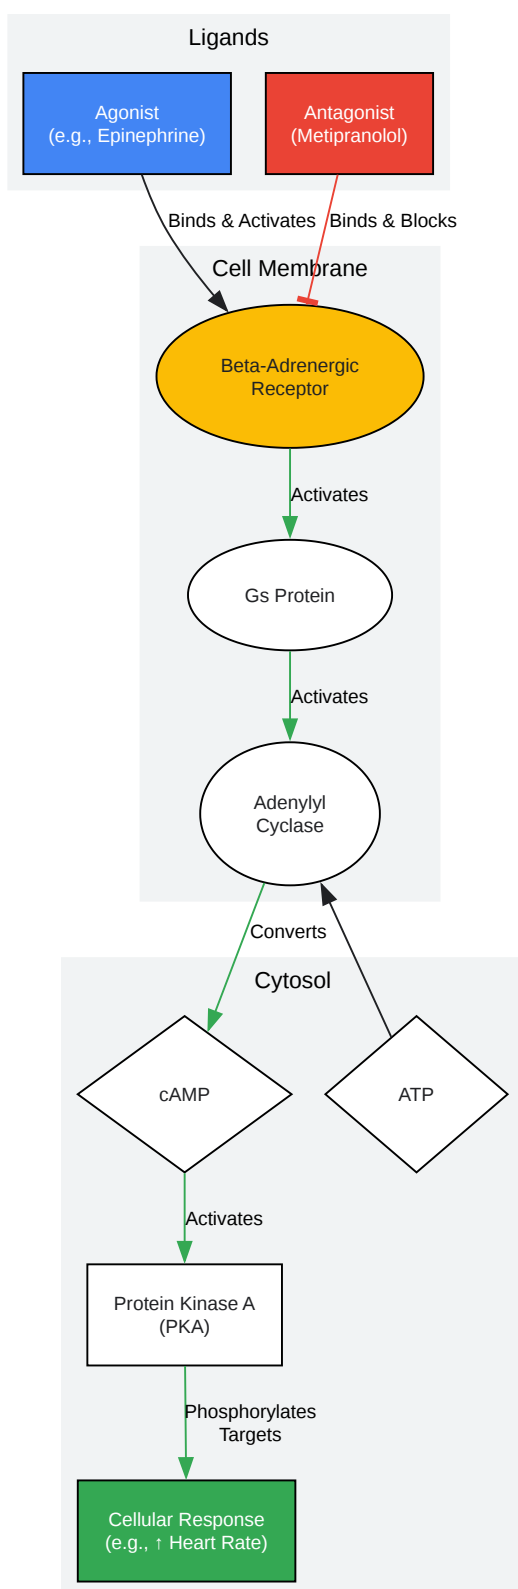 Ligands
Agonist
(e.g., Epinephrine)
Antagonist
(Metipranolol)
Binds & Activates
Binds & Blocks
Cell Membrane
Beta-Adrenergic
Receptor
Activates
Gs Protein
Activates
Adenylyl
Cyclase
Converts
Cytosol
cAMP
ATP
Activates
Protein Kinase A
(PKA)
Phosphorylates
Targets
Cellular Response
(e.g., ↑ Heart Rate)